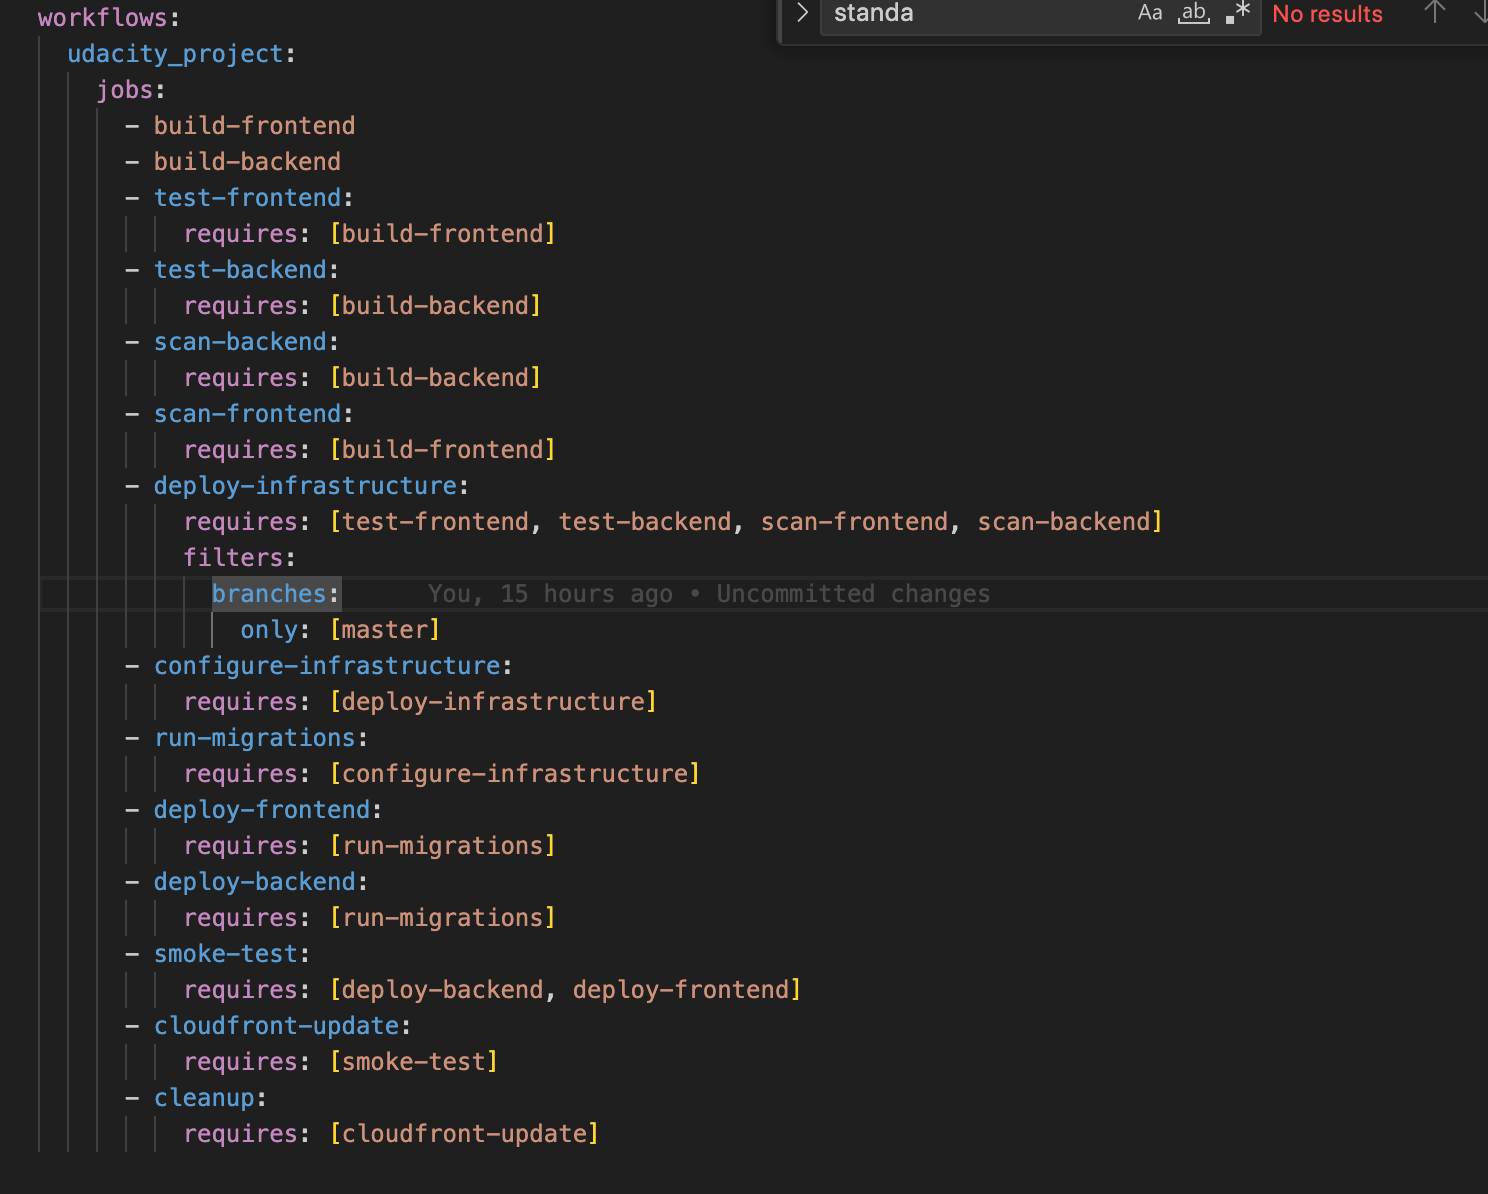 workflows:
standa Aa ab .* No results
udacity_project:
jobs:
- build-frontend
- build-backend
- test-frontend:
requires: [build-frontend]
- test-backend:
requires: [build-backend]
- scan-backend:
requires: [build-backend]
- scan-frontend:
requires: [build-frontend]
- deploy-infrastructure:
requires: [test-frontend, test-backend, scan-frontend, scan-backend]
filters:
branches: You, 15 hours ago • Uncommitted changes
only: [master]
- configure-infrastructure:
requires: [deploy-infrastructure]
- run-migrations:
requires: [configure-infrastructure]
- deploy-frontend:
requires: [run-migrations]
- deploy-backend:
requires: [run-migrations]
- smoke-test:
requires: [deploy-backend, deploy-frontend]
- cloudfront-update:
requires: [smoke-test]
- cleanup:
requires: [cloudfront-update]